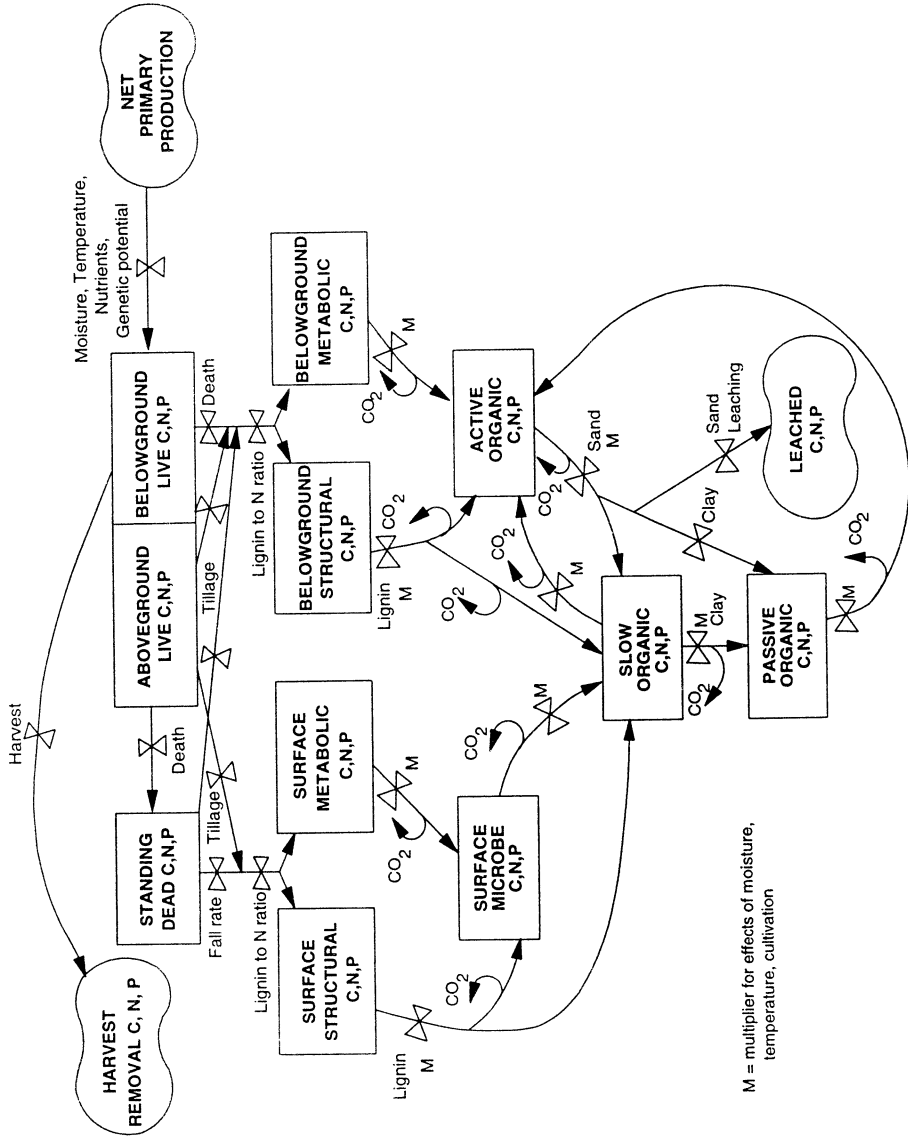 HARVEST
REMOVAL C, N, P
Harvest
NET
PRIMARY
PRODUCTION
Moisture, Temperature,
Nutrients,
Genetic potential
STANDING
DEAD C,N,P
Death
ABOVEGROUND
LIVE C,N,P
BELOWGROUND
LIVE C,N,P
Fall rate
Tillage
Tillage
Death
Lignin to N ratio
Lignin to N ratio
SURFACE
STRUCTURAL
C,N,P
SURFACE
METABOLIC
C,N,P
BELOWGROUND
STRUCTURAL
C,N,P
BELOWGROUND
METABOLIC
C,N,P
Lignin
M
CO2
CO2
M
Lignin
M
CO2
CO2
CO2
M
SURFACE
MICROBE
C,N,P
ACTIVE
ORGANIC
C,N,P
CO2
M
CO2
M
CO2
Sand
M
SLOW
ORGANIC
C,N,P
CO2
M
Clay
Clay
Sand
Leaching
PASSIVE
ORGANIC
C,N,P
LEACHED
C,N,P
M
CO2
M = multiplier for effects of moisture,
temperature, cultivation